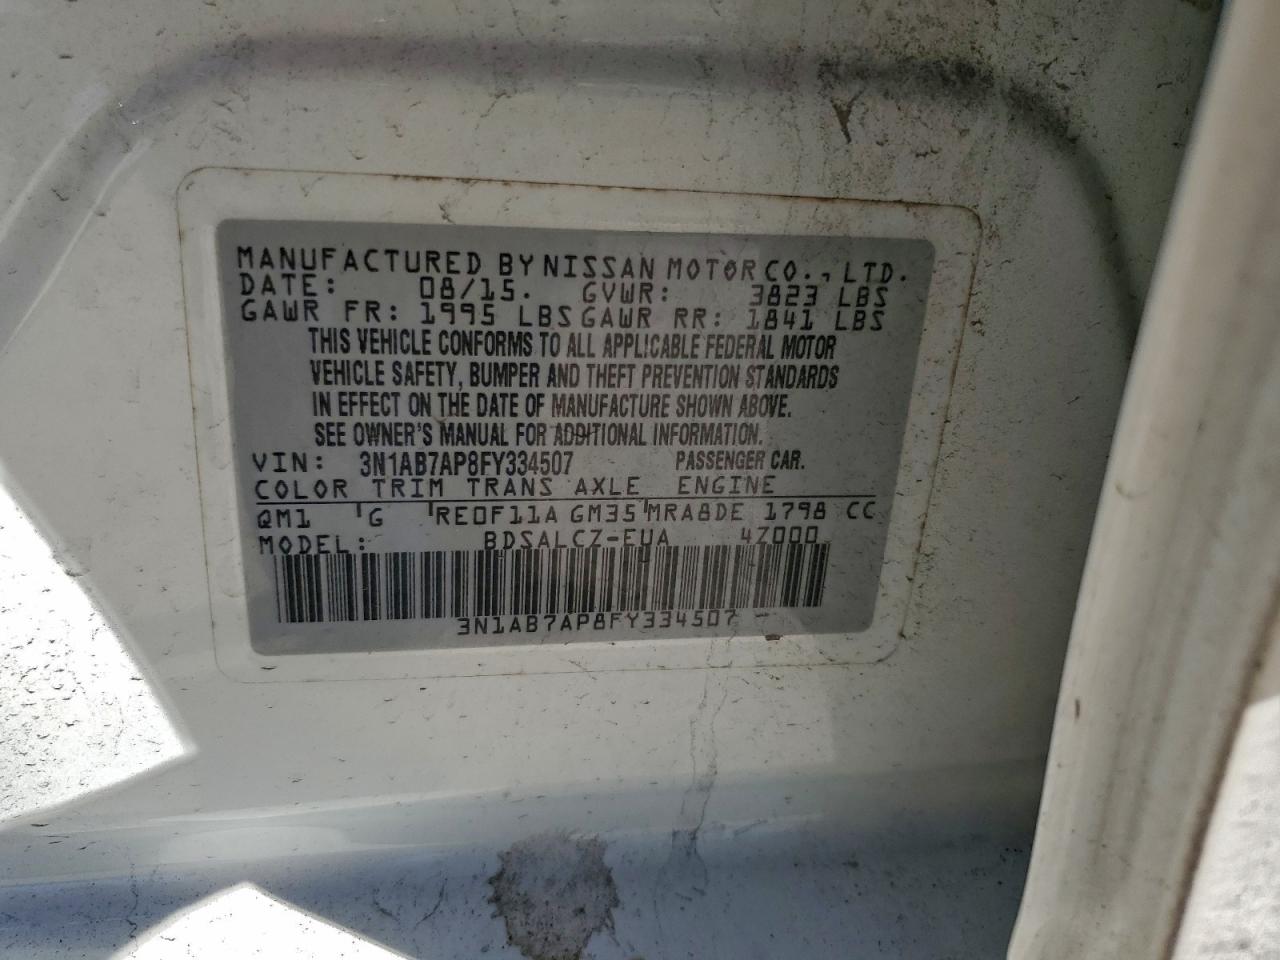 MANUFACTURED BY NISSAN MOTOR CO., LTD.
DATE: 08/15. GVWR: 3823 LBS
GAWR FR: 1995 LBS GAWR RR: 1841 LBS
THIS VEHICLE CONFORMS TO ALL APPLICABLE FEDERAL MOTOR
VEHICLE SAFETY, BUMPER AND THEFT PREVENTION STANDARDS
IN EFFECT ON THE DATE OF MANUFACTURE SHOWN ABOVE.
SEE OWNER'S MANUAL FOR ADDITIONAL INFORMATION.
VIN: 3N1AB7AP8FY334507 PASSENGER CAR.
COLOR TRIM TRANS AXLE ENGINE
QM1 'G 'RE0F11A GM35'MRA8DE 1798 CC
MODEL: BDSALCZ-EUA 4Z000
3N1AB7AP8FY334507